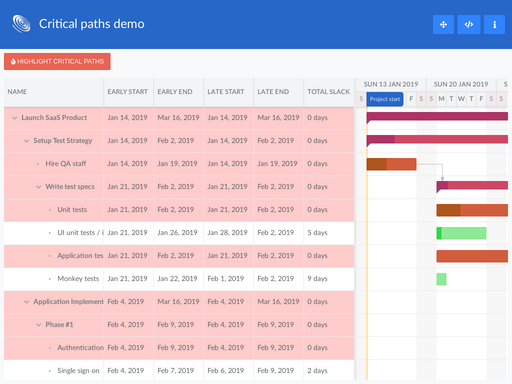 Critical paths demo
HIGHLIGHT CRITICAL PATHS
SUN 13 JAN 2019 SUN 20 JAN 2019 S
NAME EARLY START EARLY END LATE START LATE END TOTAL SLACK
S Project start F S S M T W T F S S
Launch SaaS Product Jan 14, 2019 Mar 16, 2019 Jan 14, 2019 Mar 16, 2019 0 days
Setup Test Strategy Jan 14, 2019 Feb 2, 2019 Jan 14, 2019 Feb 2, 2019 0 days
Hire QA staff Jan 14, 2019 Jan 19, 2019 Jan 14, 2019 Jan 19, 2019 0 days
Write test specs Jan 21, 2019 Feb 2, 2019 Jan 21, 2019 Feb 2, 2019 0 days
Unit tests Jan 21, 2019 Feb 2, 2019 Jan 21, 2019 Feb 2, 2019 0 days
UI unit tests / i Jan 21, 2019 Jan 26, 2019 Jan 28, 2019 Feb 2, 2019 5 days
Application tes Jan 21, 2019 Feb 2, 2019 Jan 21, 2019 Feb 2, 2019 0 days
Monkey tests Jan 21, 2019 Jan 22, 2019 Feb 1, 2019 Feb 2, 2019 9 days
Application Implement Feb 4, 2019 Mar 16, 2019 Feb 4, 2019 Mar 16, 2019 0 days
Phase #1 Feb 4, 2019 Feb 9, 2019 Feb 4, 2019 Feb 9, 2019 0 days
Authentication Feb 4, 2019 Feb 9, 2019 Feb 4, 2019 Feb 9, 2019 0 days
Single sign on Feb 4, 2019 Feb 7, 2019 Feb 6, 2019 Feb 9, 2019 2 days